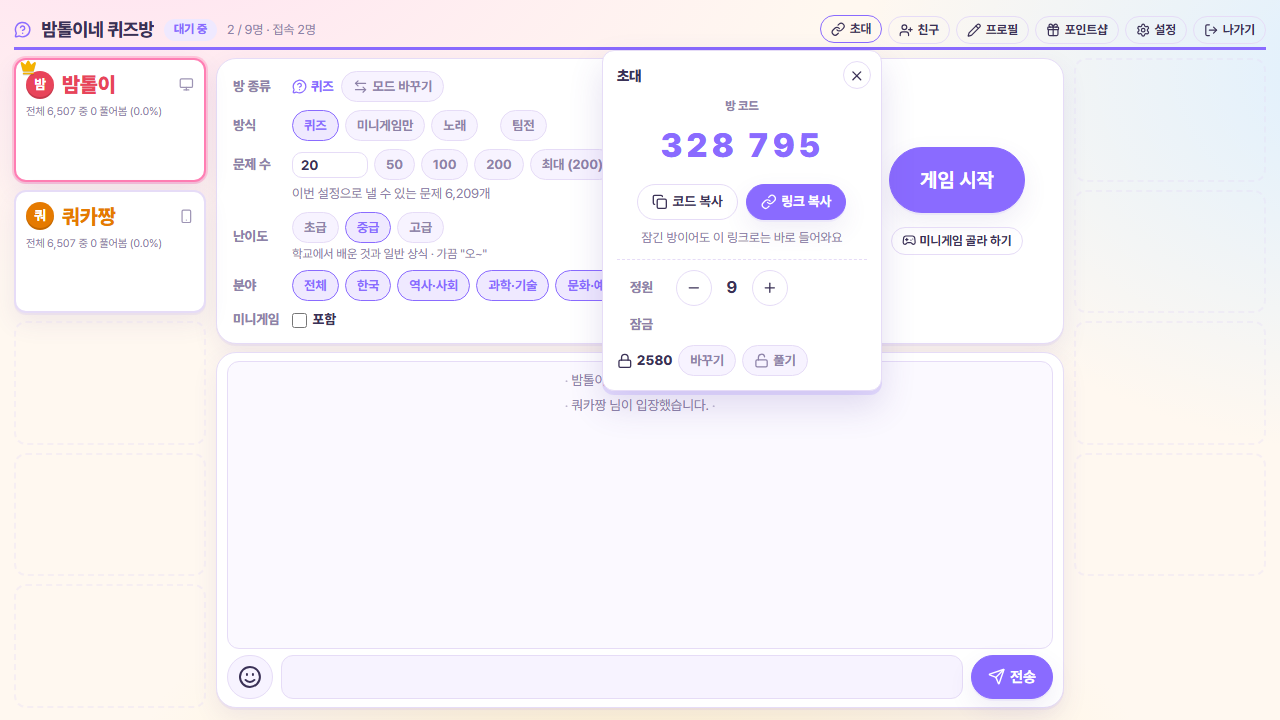 밤톨이네 퀴즈방 대기 중 2 / 9명 · 접속 2명 초대 친구 프로필 포인트샵 설정 나가기
밤 밤톨이
전체 6,507 중 0 풀어봄 (0.0%)
쿼 쿼카짱
전체 6,507 중 0 풀어봄 (0.0%)
방 종류 퀴즈 모드 바꾸기
방식 퀴즈 미니게임만 노래 팀전
문제 수 20 50 100 200 최대 (200)
이번 설정으로 낼 수 있는 문제 6,209개
난이도 초급 중급 고급
학교에서 배운 것과 일반 상식 · 가끔 "오~"
분야 전체 한국 역사·사회 과학·기술
미니게임 포함
초대
방 코드
328 795
코드 복사 링크 복사
잠긴 방이어도 이 링크로는 바로 들어와요
정원 9
잠금
2580 바꾸기 풀기
게임 시작
미니게임 골라 하기
· 밤톨이
· 쿼카짱 님이 입장했습니다. ·
전송